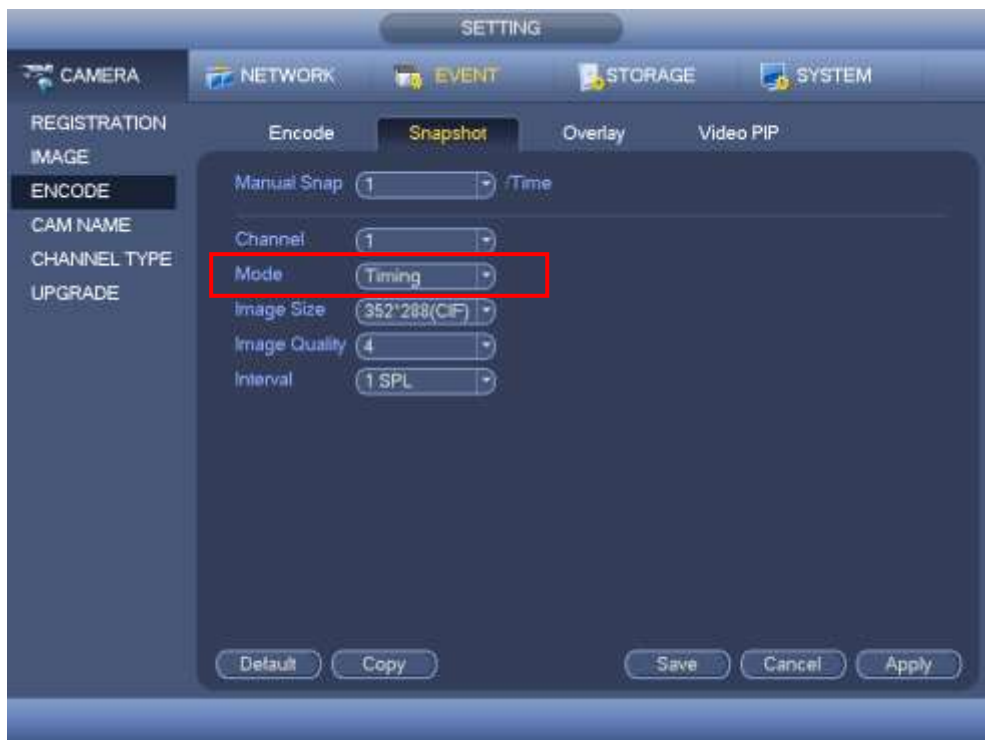 SETTING
CAMERA NETWORK EVENT STORAGE SYSTEM
REGISTRATION
IMAGE
ENCODE
CAM NAME
CHANNEL TYPE
UPGRADE
Encode Snapshot Overlay Video PIP
Manual Snap 1 /Time
Channel 1
Mode Timing
Image Size 352*288(CIF)
Image Quality 4
Interval 1 SPL
Default Copy Save Cancel Apply